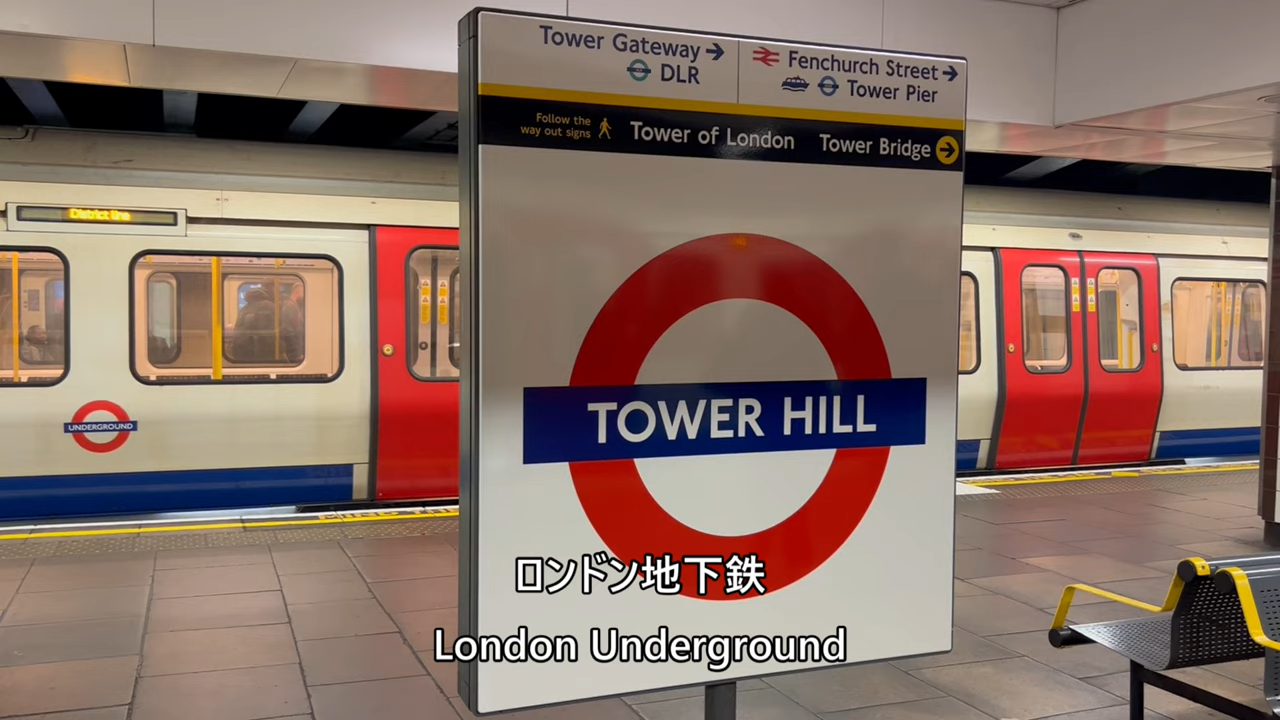 Tower Gateway →
DLR
Fenchurch Street →
Tower Pier
Follow the
way out signs
Tower of London
Tower Bridge →
District line
UNDERGROUND
TOWER HILL
ロンドン地下鉄
London Underground